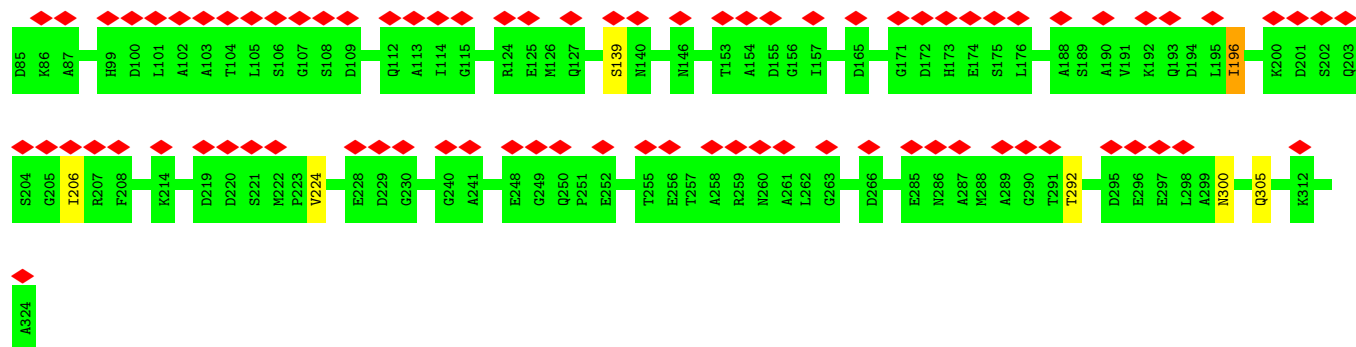 D85 K86 A87 H99 D100 L101 A102 A103 T104 L105 S106 G107 S108 D109 Q112 A113 I114 G115 R124 E125 M126 Q127 S139 N140 N146 T153 A154 D155 G156 I157 D165 G171 D172 H173 E174 S175 L176 A188 S189 A190 V191 K192 Q193 D194 L195 I196 K200 D201 S202 Q203
S204 G205 I206 R207 F208 K214 D219 D220 S221 M222 P223 V224 E228 D229 G230 G240 A241 E248 G249 Q250 P251 E252 T255 E256 T257 A258 R259 N260 A261 L262 G263 D266 E285 N286 A287 M288 A289 G290 T291 T292 D295 E296 E297 L298 A299 N300 Q305 K312
A324